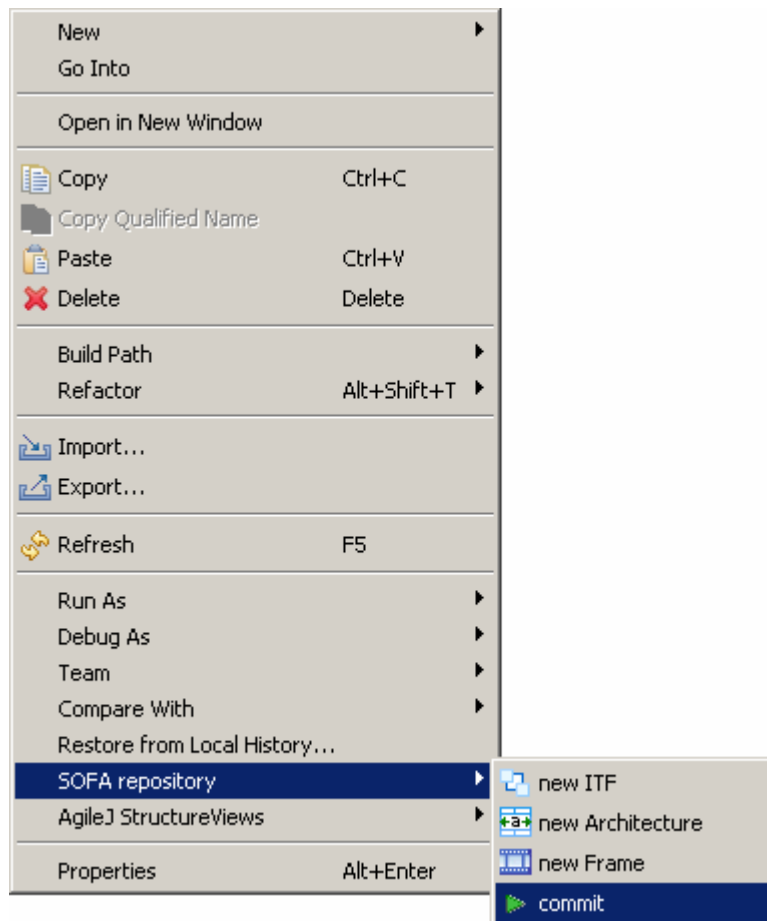 New
Go Into
Open in New Window
Copy Ctrl+C
Copy Qualified Name
Paste Ctrl+V
Delete Delete
Build Path
Refactor Alt+Shift+T
Import...
Export...
Refresh F5
Run As
Debug As
Team
Compare With
Restore from Local History...
SOFA repository
AgileJ StructureViews
Properties Alt+Enter
new ITF
a new Architecture
new Frame
commit